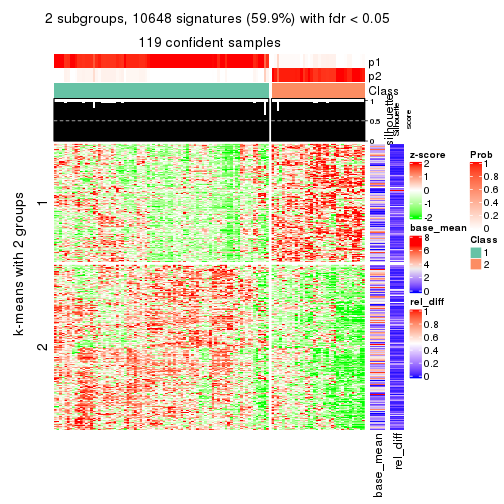 2 subgroups, 10648 signatures (59.9%) with fdr < 0.05
119 confident samples
p1
p2
Class
1
0.5
0
silhouette
Silhouette
score
k-means with 2 groups
1
2
base_mean
rel_diff
z-score
2
1
0
-1
-2
base_mean
8
6
4
2
0
rel_diff
1
0.8
0.6
0.4
0.2
0
Prob
1
0.8
0.6
0.4
0.2
0
Class
1
2